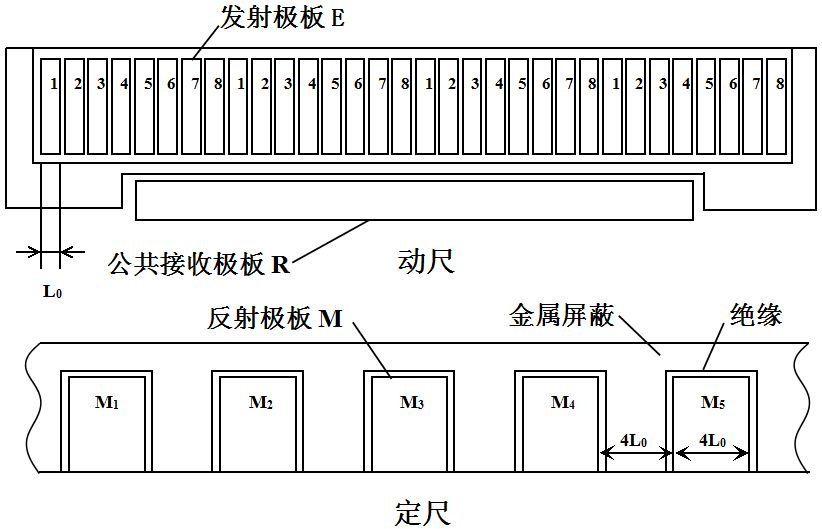 发射极板 E
1 2 3 4 5 6 7 8 1 2 3 4 5 6 7 8 1 2 3 4 5 6 7 8 1 2 3 4 5 6 7 8
公共接收极板 R
动尺
L₀
反射极板 M
金属屏蔽
绝缘
M₁ M₂ M₃ M₄ M₅
4L₀ 4L₀
定尺